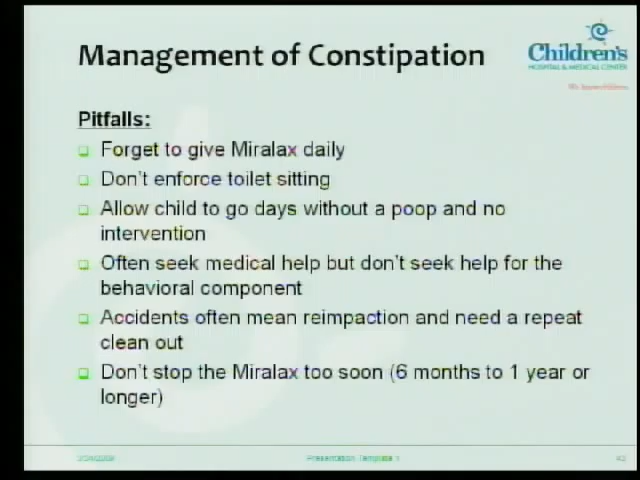 Management of Constipation
Children's
HOSPITAL & MEDICAL CENTER
Pitfalls:
Forget to give Miralax daily
Don't enforce toilet sitting
Allow child to go days without a poop and no
intervention
Often seek medical help but don't seek help for the
behavioral component
Accidents often mean reimpaction and need a repeat
clean out
Don't stop the Miralax too soon (6 months to 1 year or
longer)
Presentation Template